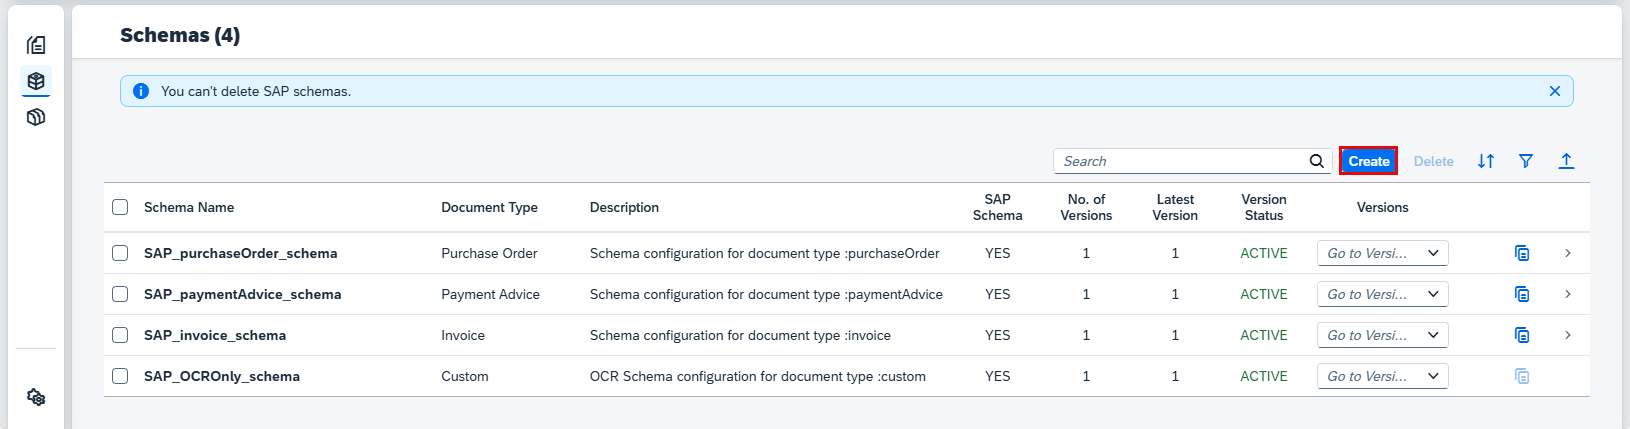 Schemas (4)
You can't delete SAP schemas.
Search Create Delete
Schema Name Document Type Description SAP Schema No. of Versions Latest Version Version Status Versions
SAP_purchaseOrder_schema Purchase Order Schema configuration for document type :purchaseOrder YES 1 1 ACTIVE Go to Versi...
SAP_paymentAdvice_schema Payment Advice Schema configuration for document type :paymentAdvice YES 1 1 ACTIVE Go to Versi...
SAP_invoice_schema Invoice Schema configuration for document type :invoice YES 1 1 ACTIVE Go to Versi...
SAP_OCROnly_schema Custom OCR Schema configuration for document type :custom YES 1 1 ACTIVE Go to Versi...